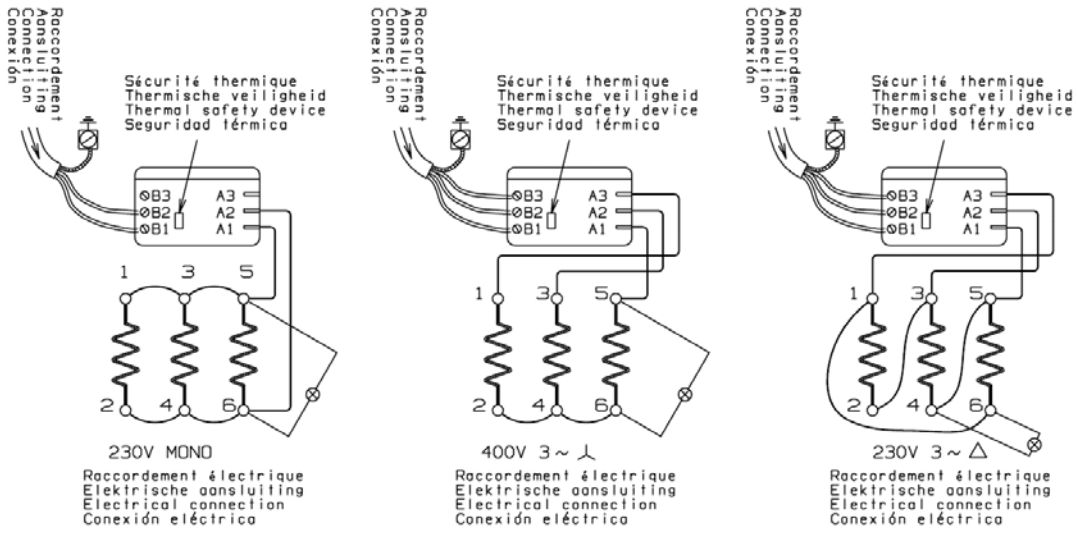 Raccordement
Aansluiting
Connection
Conexión
Sécurité thermique
Thermische veiligheid
Thermal safety device
Seguridad térmica
B3 A3
B2 A2
B1 A1
1 3 5
2 4 6
230V MONO
Raccordement électrique
Elektrische aansluiting
Electrical connection
Conexión eléctrica
Raccordement
Aansluiting
Connection
Conexión
Sécurité thermique
Thermische veiligheid
Thermal safety device
Seguridad térmica
B3 A3
B2 A2
B1 A1
1 3 5
2 4 6
400V 3~
Raccordement électrique
Elektrische aansluiting
Electrical connection
Conexión eléctrica
Raccordement
Aansluiting
Connection
Conexión
Sécurité thermique
Thermische veiligheid
Thermal safety device
Seguridad térmica
B3 A3
B2 A2
B1 A1
1 3 5
2 4 6
230V 3~ △
Raccordement électrique
Elektrische aansluiting
Electrical connection
Conexión eléctrica